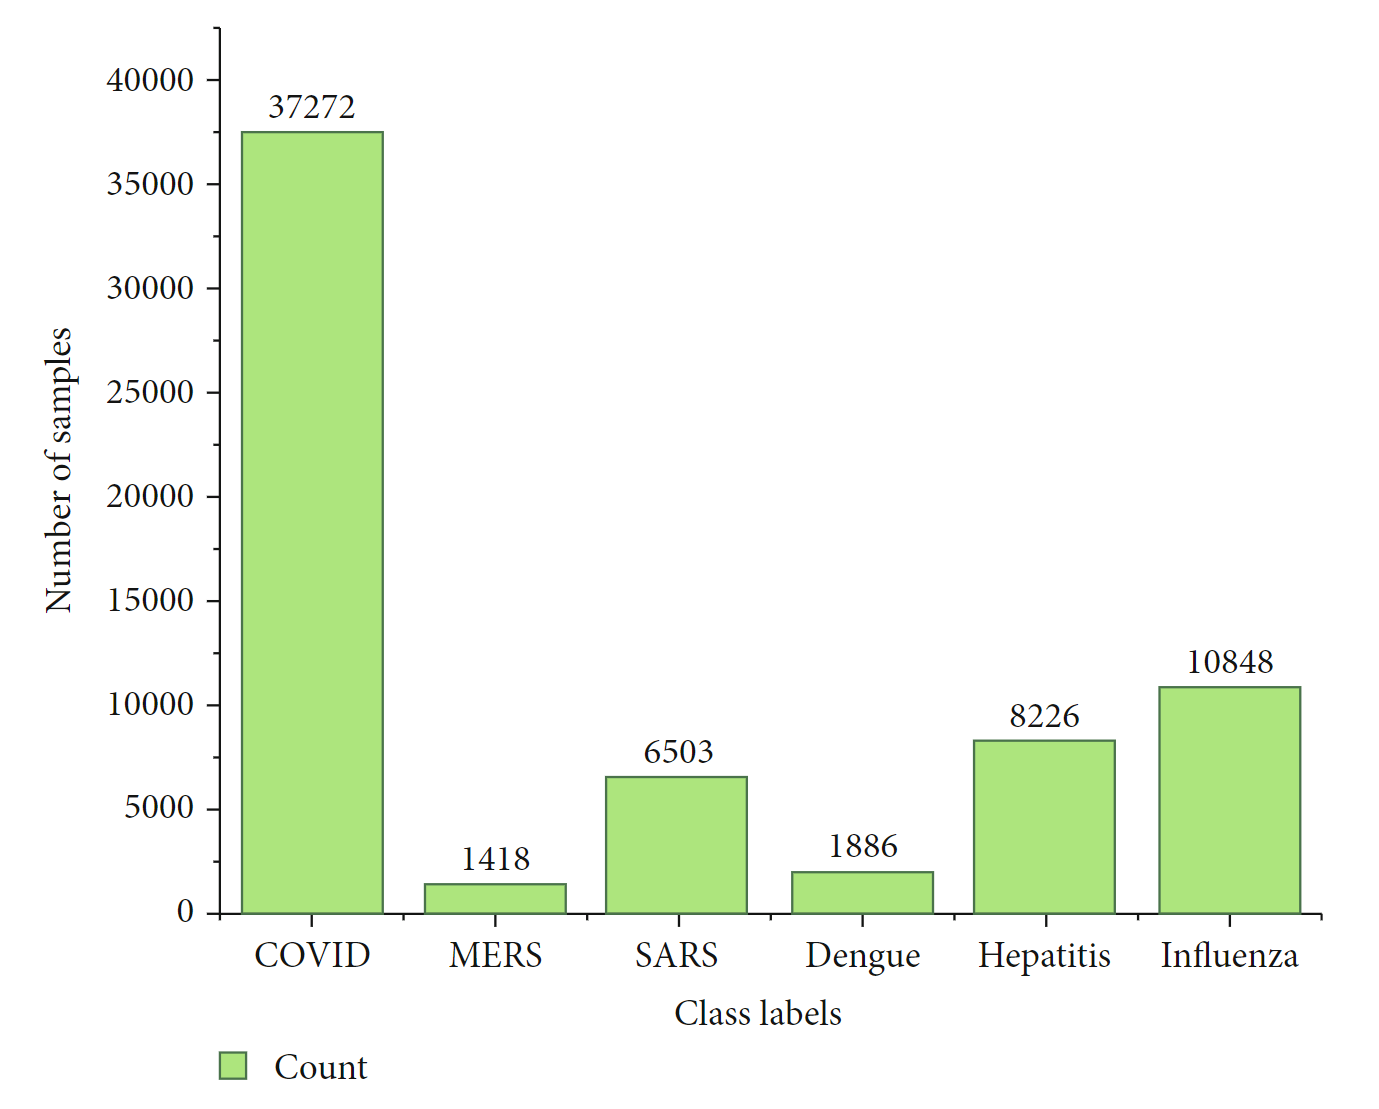 Number of samples
40000
35000
30000
25000
20000
15000
10000
5000
0
37272
1418
6503
1886
8226
10848
COVID
MERS
SARS
Dengue
Hepatitis
Influenza
Class labels
Count